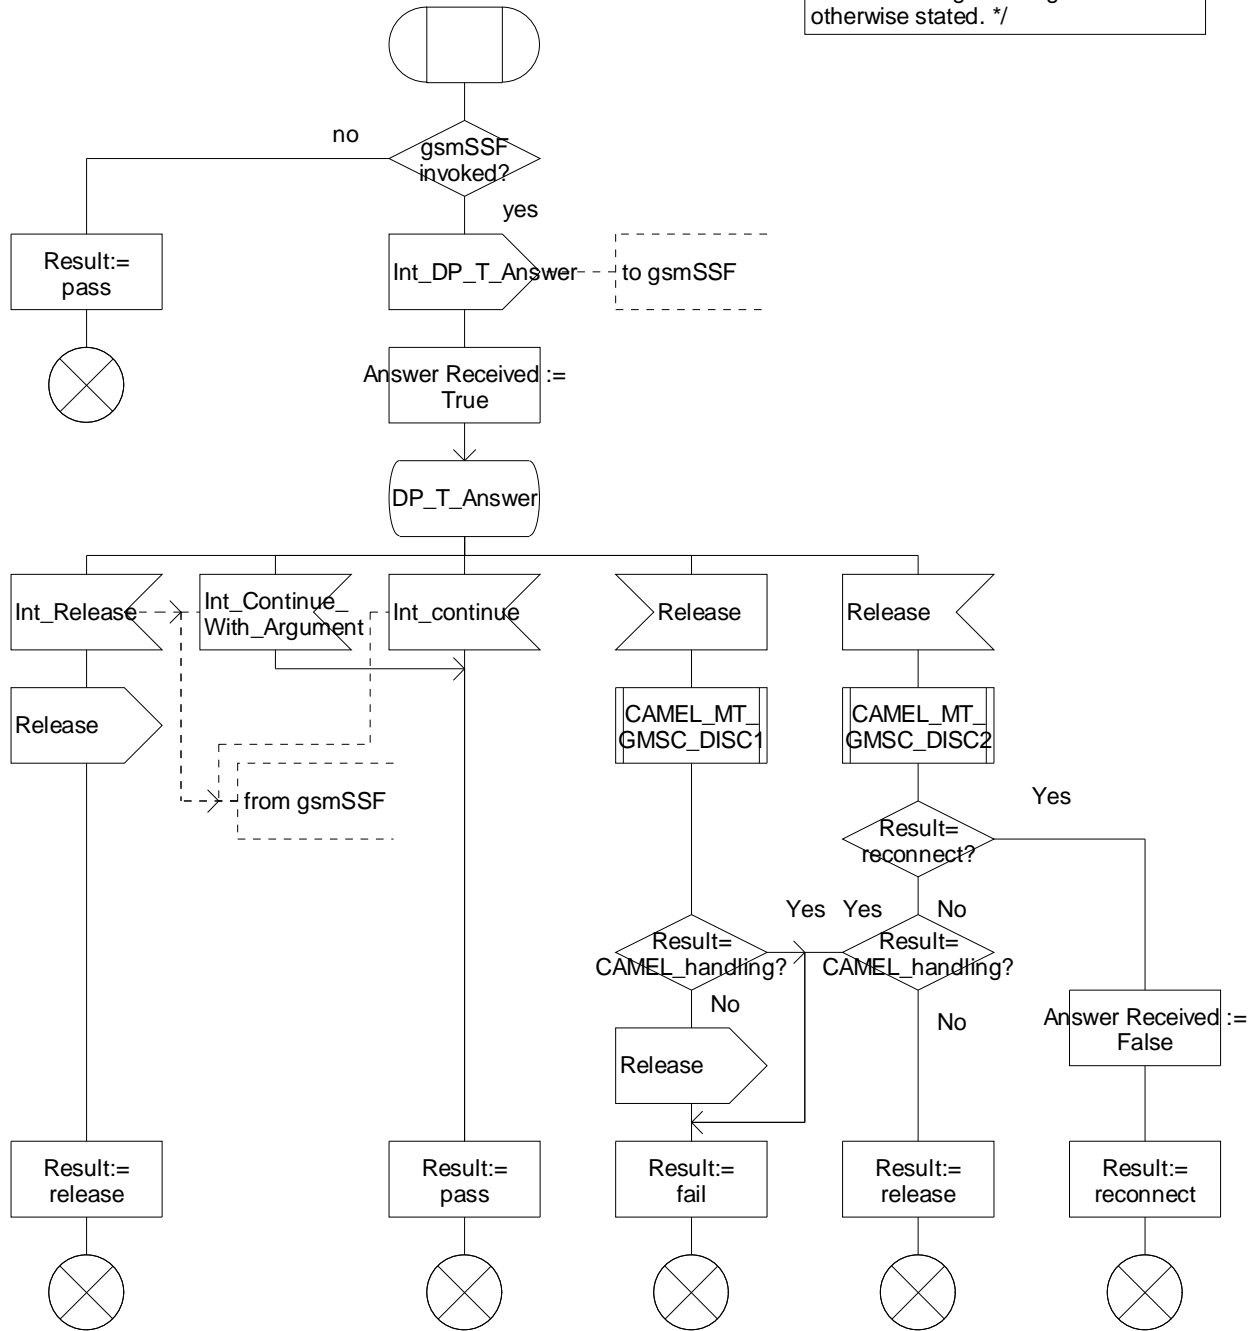 otherwise stated. */
gsmSSF
invoked?
no
yes
Result:=
pass
Int_DP_T_Answer
to gsmSSF
Answer Received :=
True
DP_T_Answer
Int_Release
Int_Continue_
With_Argument
Int_continue
Release
Release
Release
CAMEL_MT_
GMSC_DISC1
CAMEL_MT_
GMSC_DISC2
from gsmSSF
Yes
Result=
reconnect?
Yes
Yes
No
Result=
CAMEL_handling?
Result=
CAMEL_handling?
No
No
Answer Received :=
False
Release
Result:=
release
Result:=
pass
Result:=
fail
Result:=
release
Result:=
reconnect